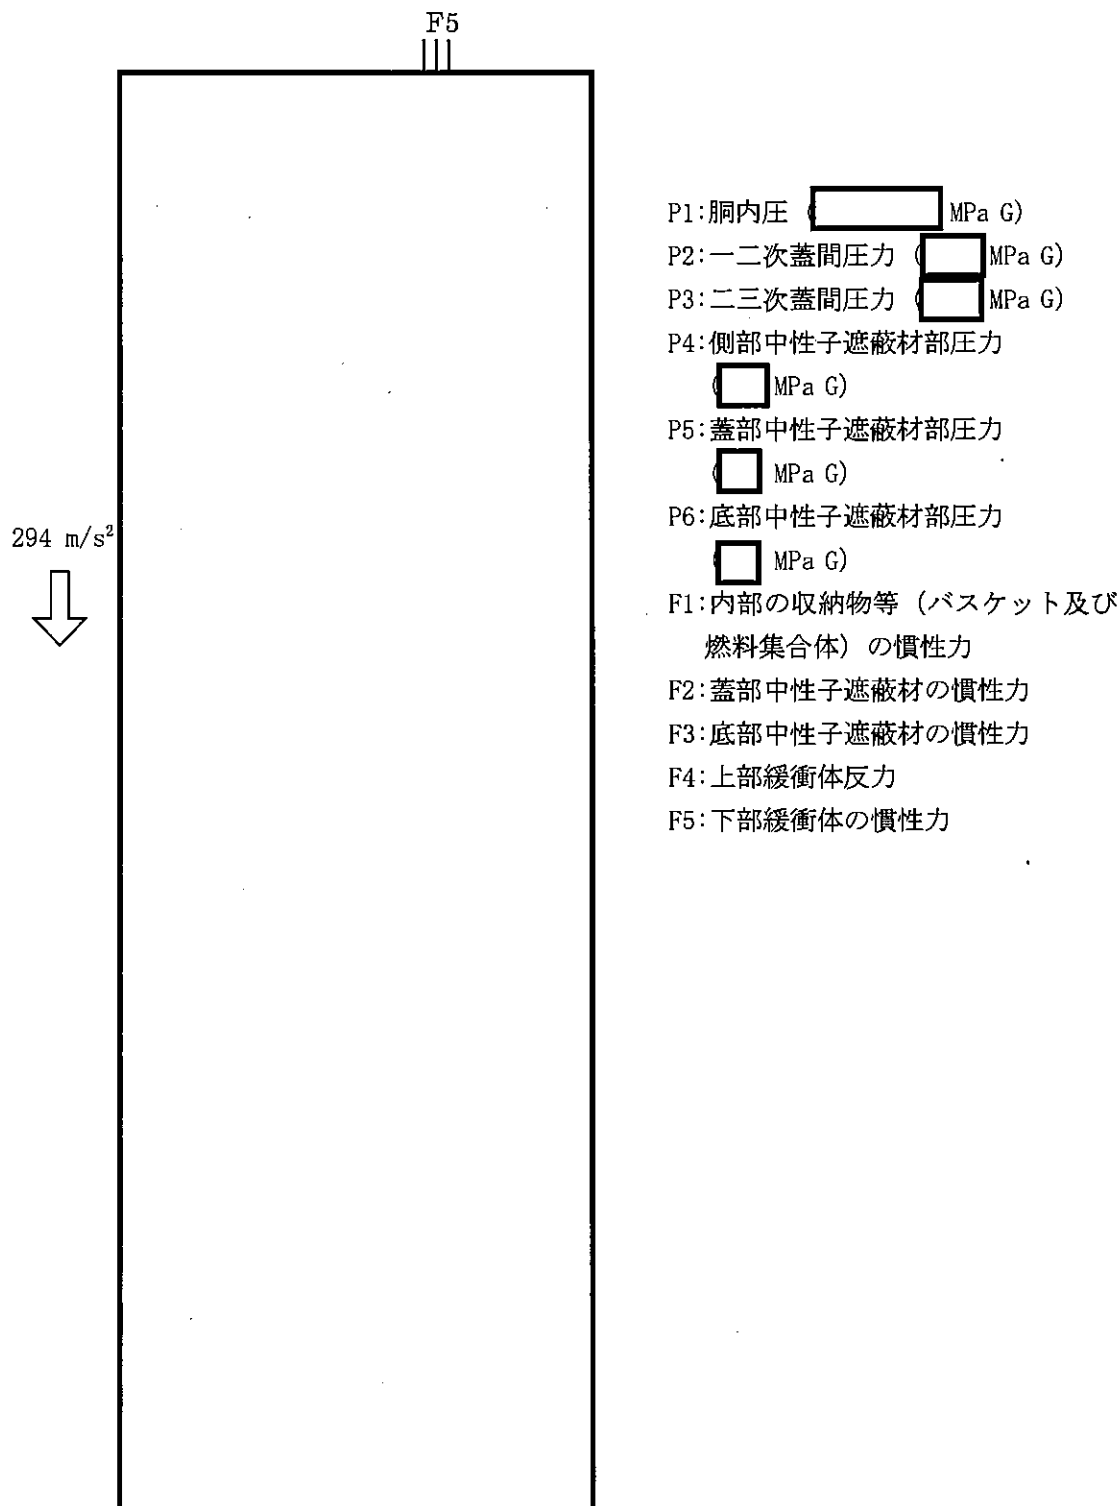 F5
294 m/s²
P1:胴内圧 ( MPa G)
P2:一二次蓋間圧力 ( MPa G)
P3:二三次蓋間圧力 ( MPa G)
P4:側部中性子遮蔽材部圧力
( MPa G)
P5:蓋部中性子遮蔽材部圧力
( MPa G)
P6:底部中性子遮蔽材部圧力
( MPa G)
F1:内部の収納物等（バスケット及び
燃料集合体）の慣性力
F2:蓋部中性子遮蔽材の慣性力
F3:底部中性子遮蔽材の慣性力
F4:上部緩衝体反力
F5:下部緩衝体の慣性力